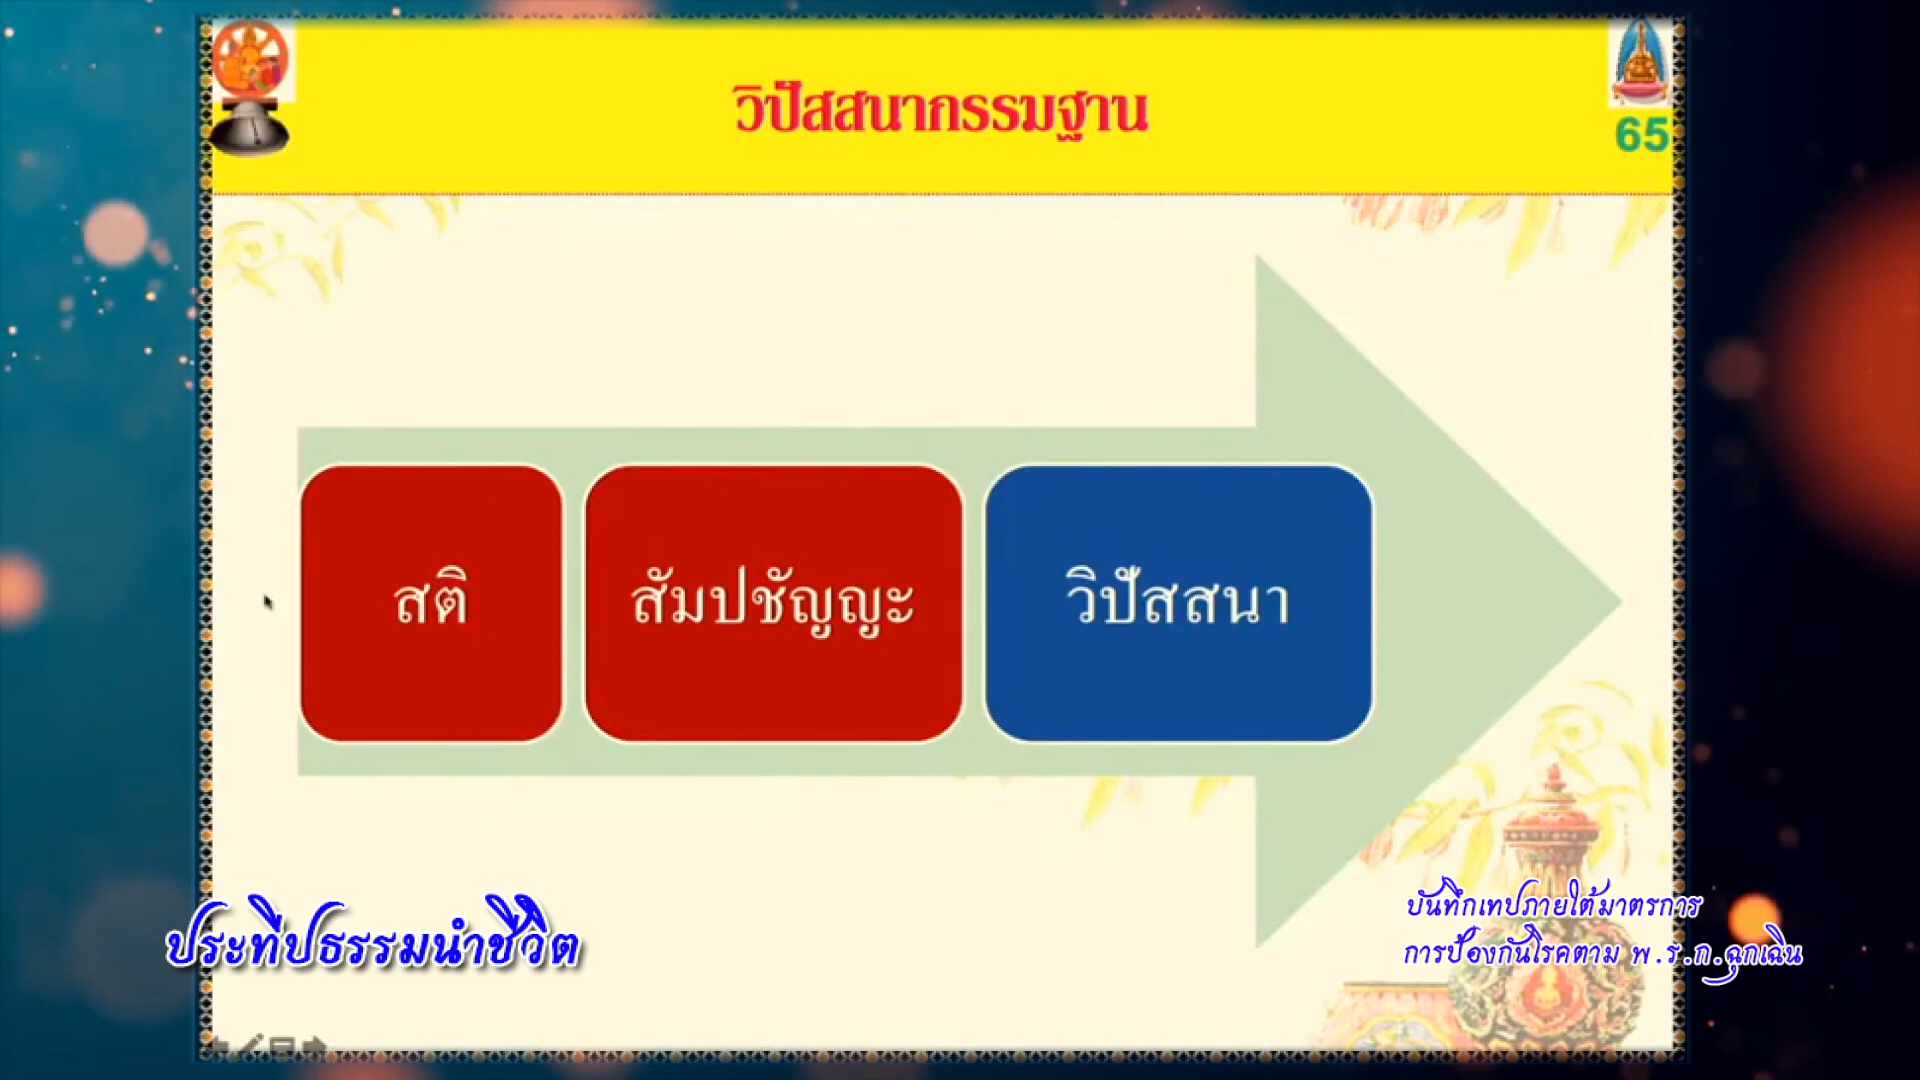 วิปัสสนากรรมฐาน
65
สติ
สัมปชัญญะ
วิปัสสนา
ประทีปธรรมนำชีวิต
บันทึกเทปภายใต้มาตรการ
การป้องกันโรคตาม พ.ร.ก.ฉุกเฉิน